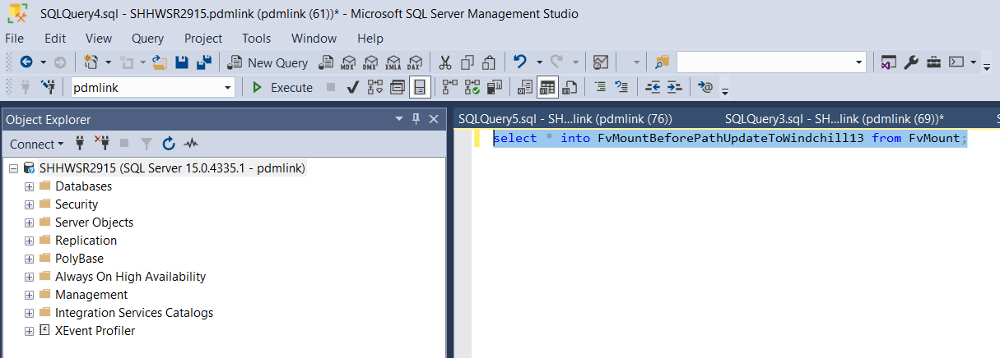 SQLQuery4.sql - SHHWSR2915.pdmlink (pdmlink (61))* - Microsoft SQL Server Management Studio
File Edit View Query Project Tools Window Help
New Query MDX DMX XMLA DAX
pdmlink Execute
Object Explorer
SQLQuery5.sql - SH...link (pdmlink (76)) SQLQuery3.sql - SH...link (pdmlink (69))*
Connect
select * into FvMountBeforePathUpdateToWindchill13 from FvMount;
SHHWSR2915 (SQL Server 15.0.4335.1 - pdmlink)
Databases
Security
Server Objects
Replication
PolyBase
Always On High Availability
Management
Integration Services Catalogs
XEvent Profiler